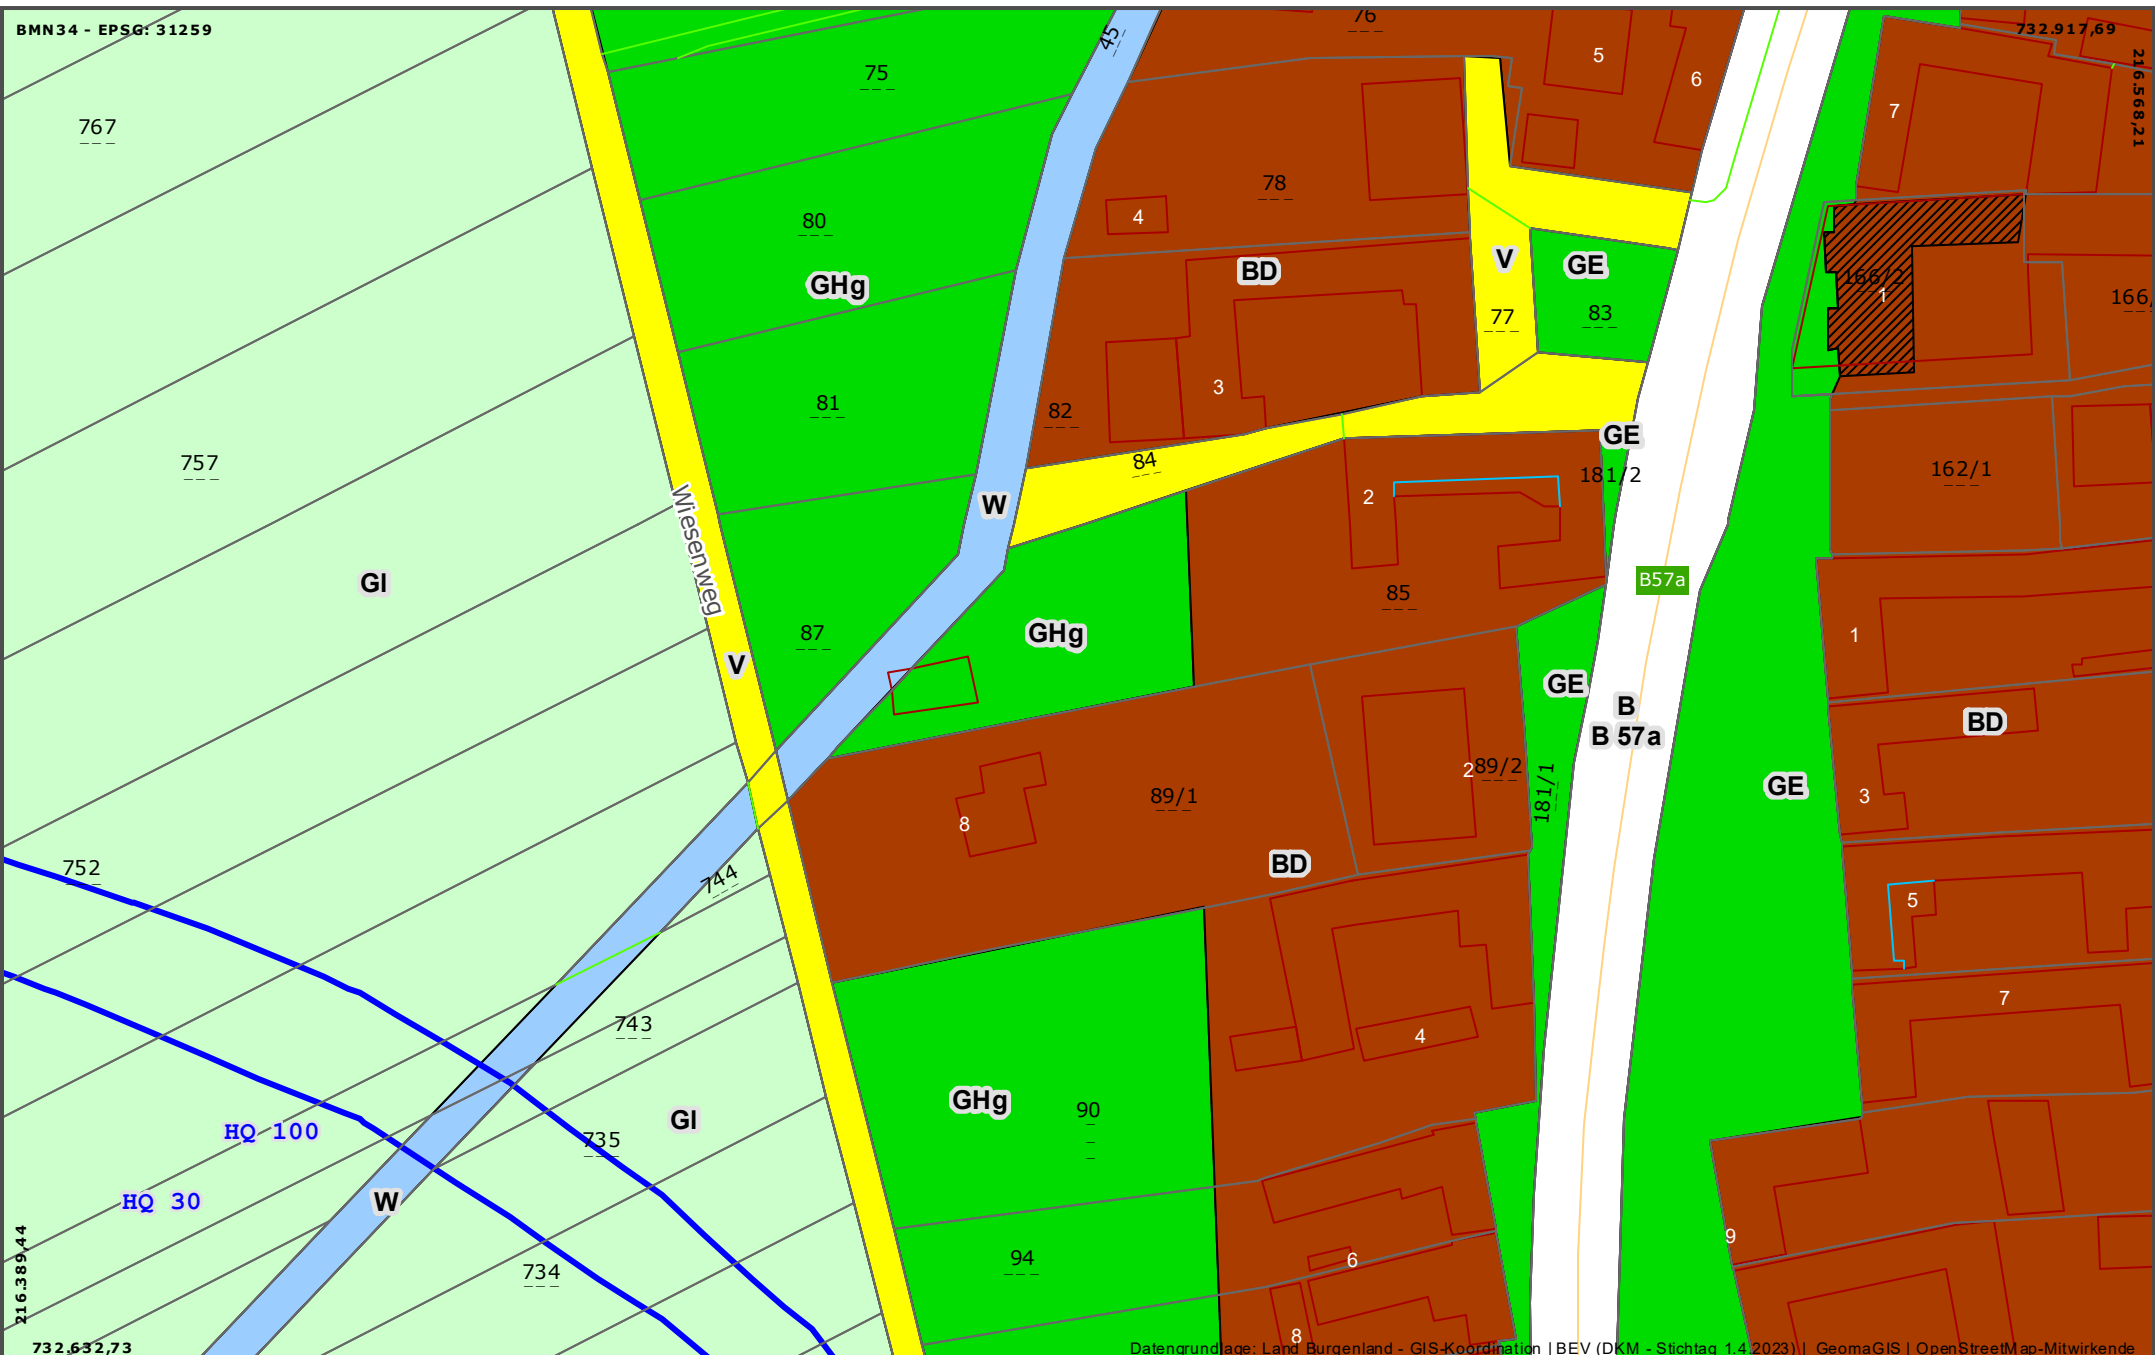 BMN34 - EPSG: 31259
732.917,69
216.568,21
76
5
6
7
45
75
767
78
4
80
GHg
BD
V
GE
77
83
166/2
1
166,
81
3
82
84
GE
181/2
162/1
757
2
W
Wiesenweg
GI
B57a
85
87
GHg
1
V
GE
B
B 57a
BD
2
89/2
89/1
181/1
GE
3
8
752
744
BD
5
743
7
4
GHg
90
GI
HQ 100
735
HQ 30
W
9
94
6
734
8
216.389,44
732.632,73
Datengrundlage: Land Burgenland - GIS-Koordination | BEV (DKM - Stichtag 1.4.2023) | GeomaGIS | OpenStreetMap-Mitwirkende